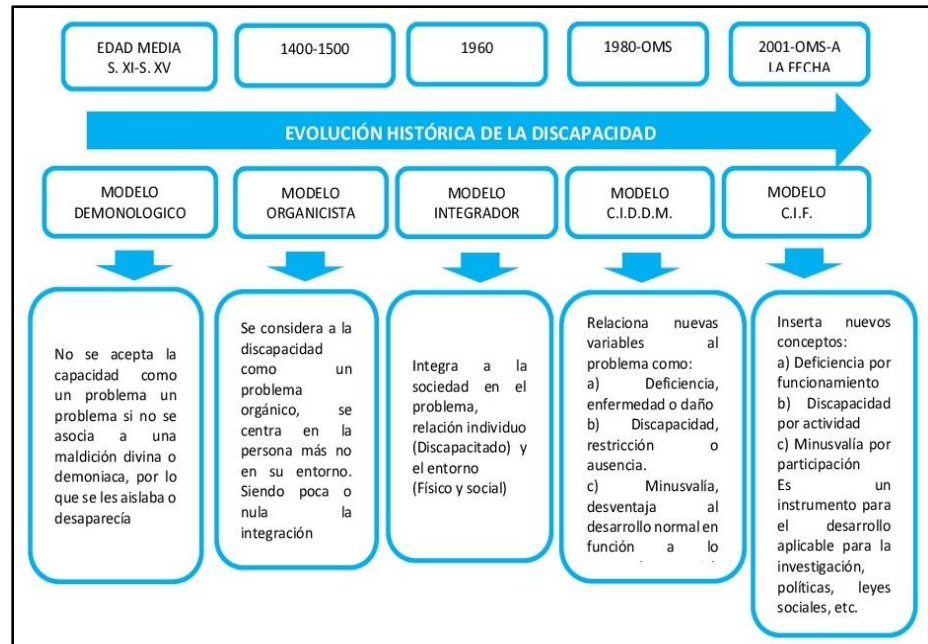 EDAD MEDIA
S. XI-S. XV
1400-1500
1960
1980-OMS
2001-OMS-A
LA FECHA
EVOLUCIÓN HISTÓRICA DE LA DISCAPACIDAD
MODELO
DEMONOLOGICO
MODELO
ORGANICISTA
MODELO
INTEGRADOR
MODELO
C.I.D.D.M.
MODELO
C.I.F.
No se acepta la
capacidad como
un problema un
problema si no se
asocia a una
maldición divina o
demoniaca, por lo
que se les aislaba o
desaparecía
Se considera a la
discapacidad
como un
problema
orgánico, se
centra en la
persona más no
en su entorno.
Siendo poca o
nula la
integración
Integra a la
sociedad en el
problema,
relación individuo
(Discapacitado) y
el entorno
(Físico y social)
Relaciona nuevas
variables al
problema como:
a) Deficiencia,
enfermedad o daño
b) Discapacidad,
restricción o
ausencia.
c) Minusvalía,
desventaja al
desarrollo normal en
función a lo
Inserta nuevos
conceptos:
a) Deficiencia por
funcionamiento
b) Discapacidad
por actividad
c) Minusvalía por
participación
Es un
instrumento para
el desarrollo
aplicable para la
investigación,
políticas, leyes
sociales, etc.